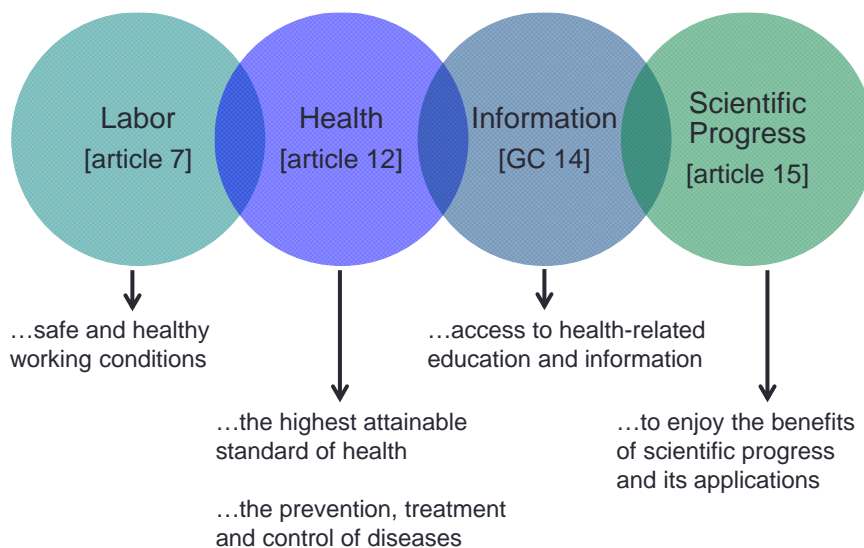 Labor
[article 7]
Health
[article 12]
Information
[GC 14]
Scientific
Progress
[article 15]
…safe and healthy
working conditions
…the highest attainable
standard of health
…the prevention, treatment
and control of diseases
…access to health-related
education and information
…to enjoy the benefits
of scientific progress
and its applications